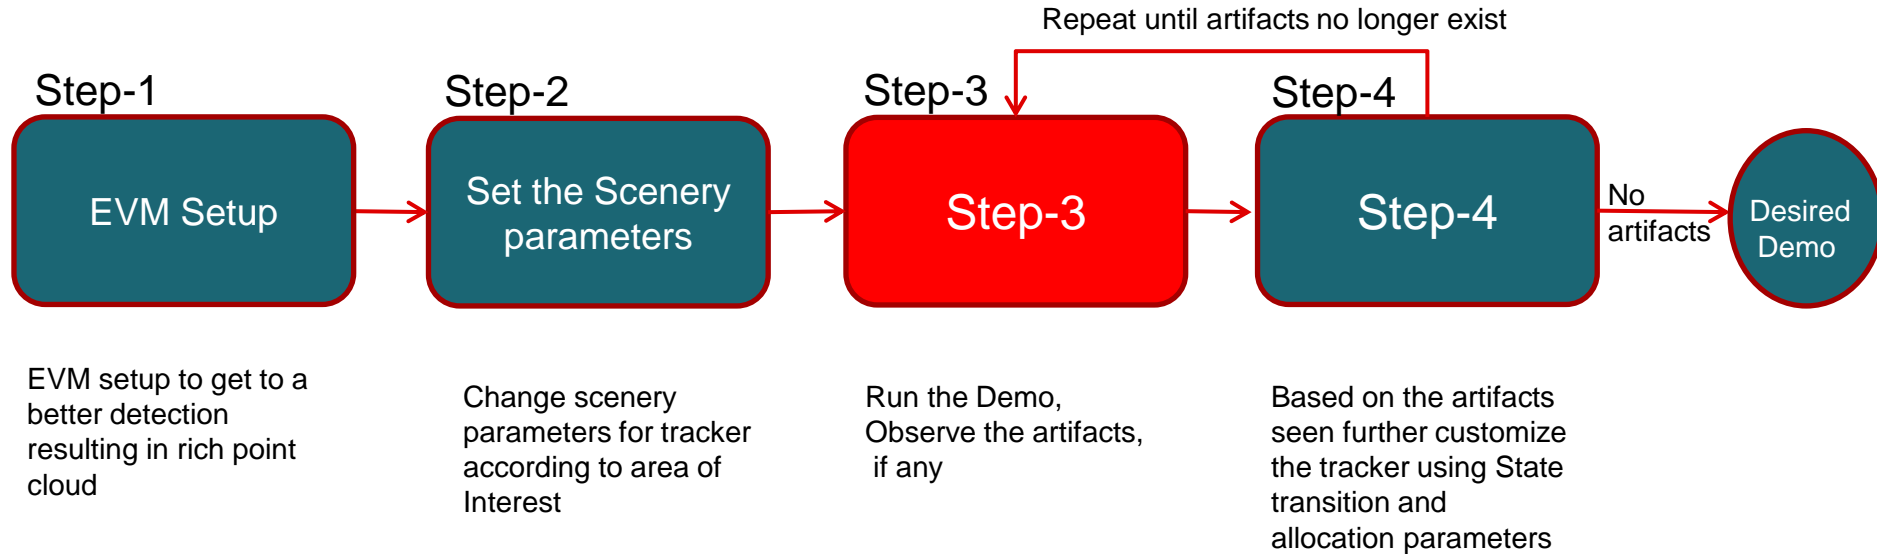 Repeat until artifacts no longer exist
Step-1
Step-2
Step-3
Step-4
EVM Setup
Set the Scenery
parameters
Step-3
Step-4
No
artifacts
Desired
Demo
EVM setup to get to a
better detection
resulting in rich point
cloud
Change scenery
parameters for tracker
according to area of
Interest
Run the Demo,
Observe the artifacts,
if any
Based on the artifacts
seen further customize
the tracker using State
transition and
allocation parameters